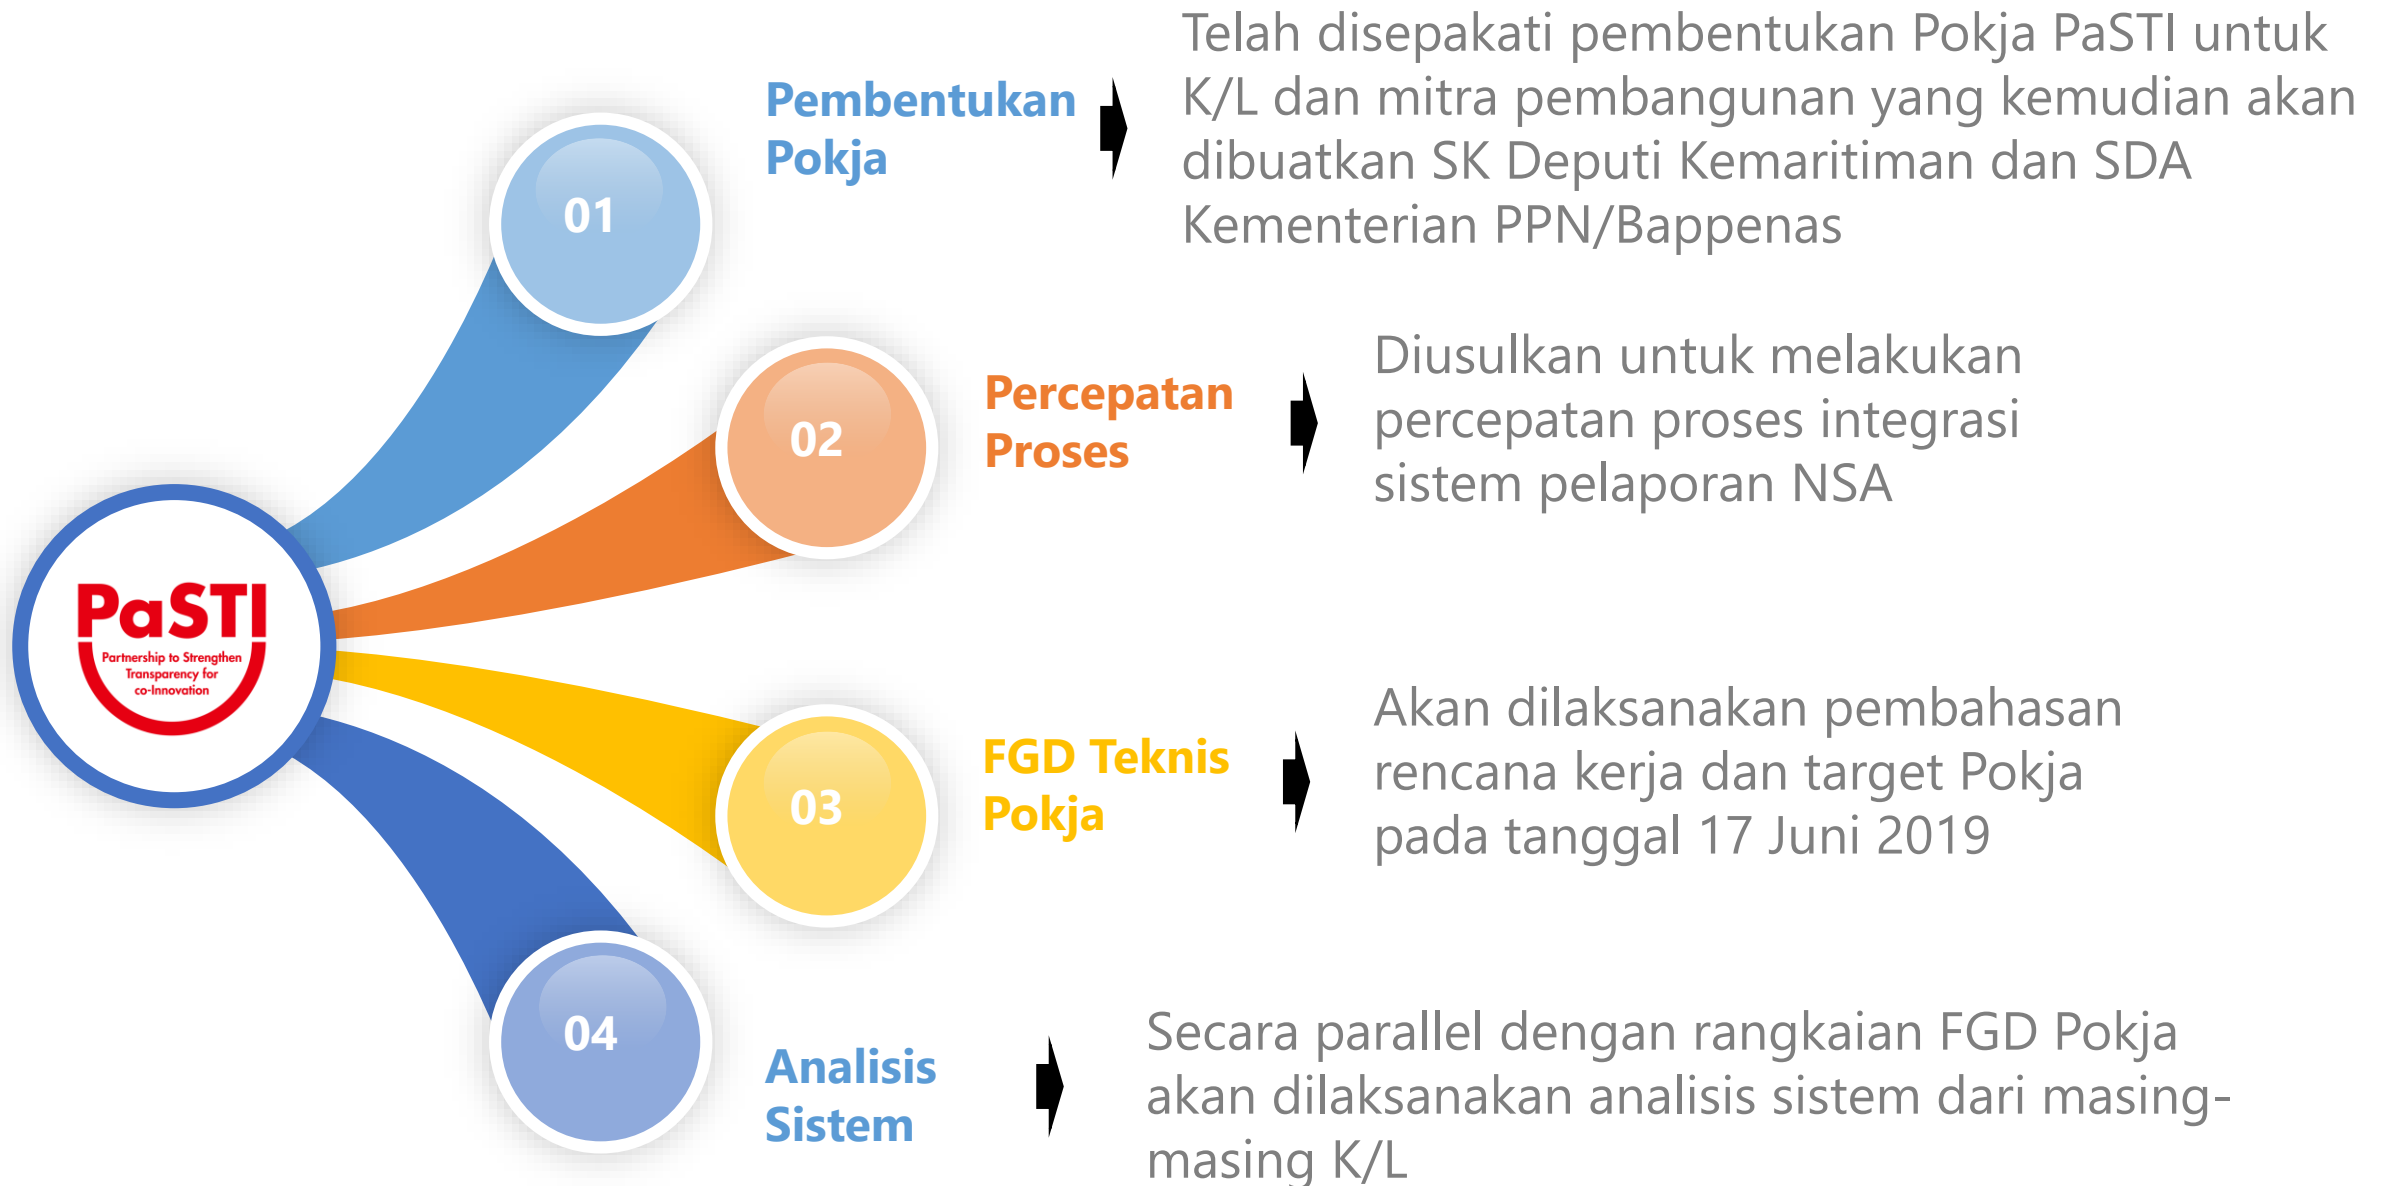 PaSTI
Partnership to Strengthen
Transparency for
co-Innovation
01
Pembentukan
Pokja
Telah disepakati pembentukan Pokja PaSTI untuk
K/L dan mitra pembangunan yang kemudian akan
dibuatkan SK Deputi Kemaritiman dan SDA
Kementerian PPN/Bappenas
02
Percepatan
Proses
Diusulkan untuk melakukan
percepatan proses integrasi
sistem pelaporan NSA
03
FGD Teknis
Pokja
Akan dilaksanakan pembahasan
rencana kerja dan target Pokja
pada tanggal 17 Juni 2019
04
Analisis
Sistem
Secara parallel dengan rangkaian FGD Pokja
akan dilaksanakan analisis sistem dari masing-
masing K/L